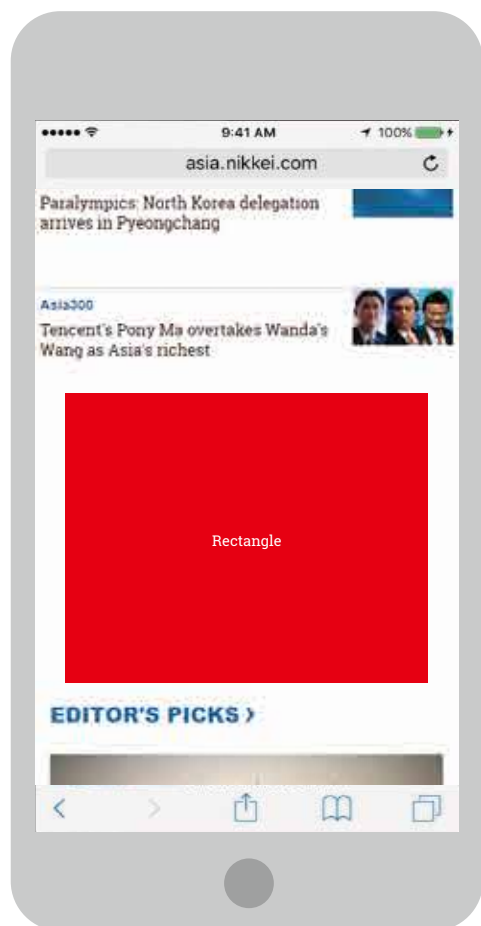 9:41 AM
100%
asia.nikkei.com
Paralympics: North Korea delegation
arrives in Pyeongchang
Asia300
Tencent's Pony Ma overtakes Wanda's
Wang as Asia's richest
Rectangle
EDITOR'S PICKS